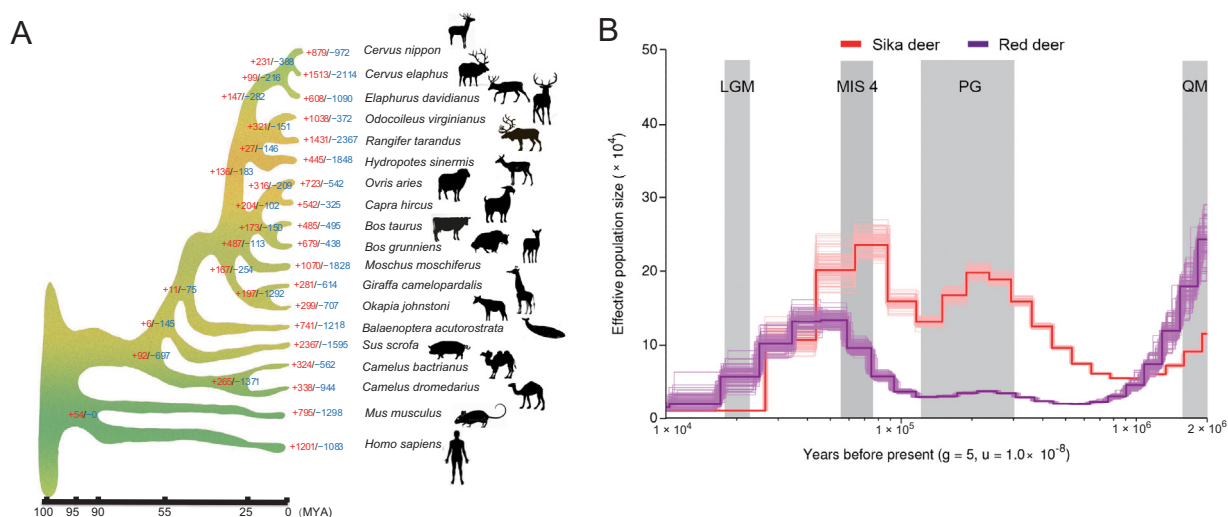 A
+879/−972 Cervus nippon
+231/−388
+1513/−2114 Cervus elaphus
+99/−216
+608/−1090 Elaphurus davidianus
+147/−282
+1038/−372 Odocoileus virginianus
+321/−151
+1431/−2367 Rangifer tarandus
+27/−146
+445/−1848 Hydropotes sinermis
+136/−183
+723/−542 Ovris aries
+316/−209
+542/−325 Capra hircus
+204/−102
+485/−495 Bos taurus
+173/−150
+679/−438 Bos grunniens
+487/−113
+1070/−1828 Moschus moschiferus
+167/−254
+281/−614 Giraffa camelopardalis
+11/−75
+197/−1292
+299/−707 Okapia johnstoni
+6/−145
+741/−1218 Balaenoptera acutorostrata
+2367/−1595 Sus scrofa
+92/−697
+324/−562 Camelus bactrianus
+265/−1371
+338/−944 Camelus dromedarius
+54/−0
+795/−1298 Mus musculus
+1201/−1083 Homo sapiens
100 95 90 55 25 0 (MYA)
B
Sika deer Red deer
LGM MIS 4 PG QM
Effective population size ( × 10⁴)
50
40
30
20
10
0
1 × 10⁴ 1 × 10⁵ 1 × 10⁶ 2 × 10⁶
Years before present (g = 5, u = 1.0× 10⁻⁸)